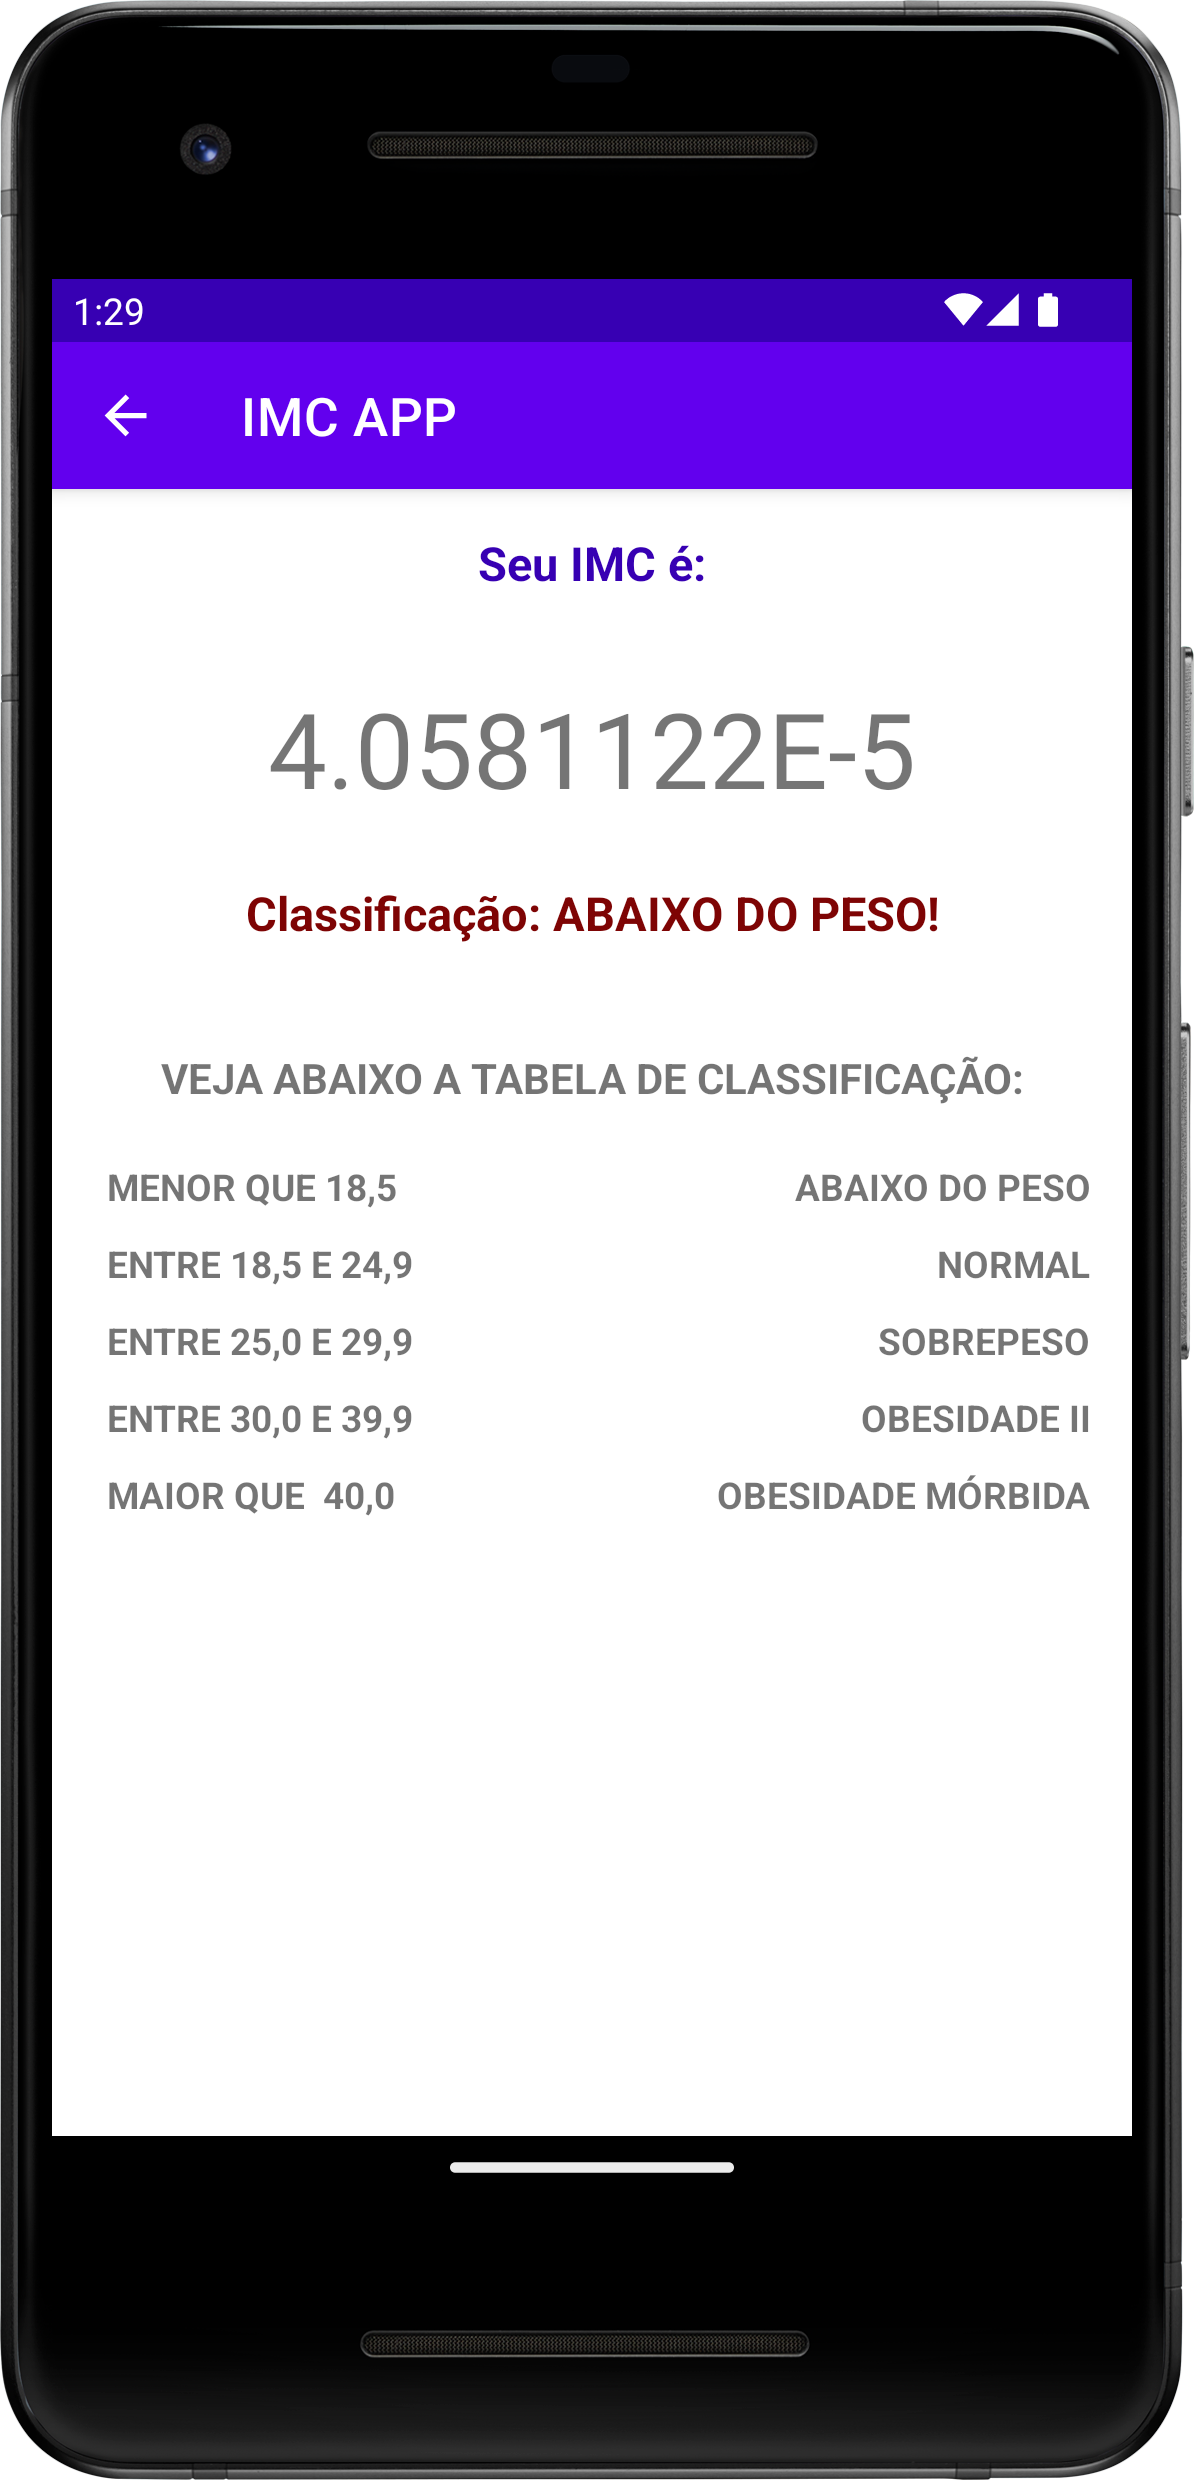 1:29
IMC APP
Seu IMC é:
4.0581122E-5
Classificação: ABAIXO DO PESO!
VEJA ABAIXO A TABELA DE CLASSIFICAÇÃO:
MENOR QUE 18,5 ABAIXO DO PESO
ENTRE 18,5 E 24,9 NORMAL
ENTRE 25,0 E 29,9 SOBREPESO
ENTRE 30,0 E 39,9 OBESIDADE II
MAIOR QUE  40,0 OBESIDADE MÓRBIDA